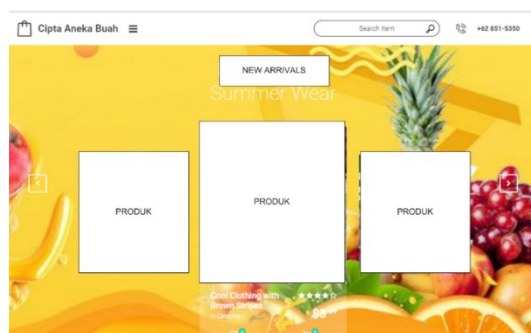 Cipta Aneka Buah
Search Item
+62 851-5350
NEW ARRIVALS
Summer Wear
PRODUK
PRODUK
PRODUK
Cool Clothing with
Brown Stripes